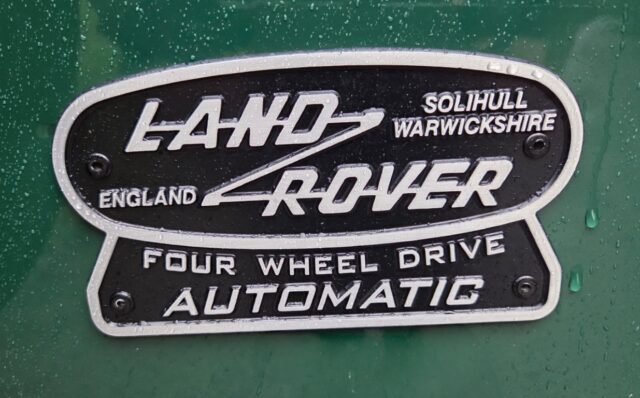 LAND
SOLIHULL
WARWICKSHIRE
ENGLAND
ROVER
FOUR WHEEL DRIVE
AUTOMATIC